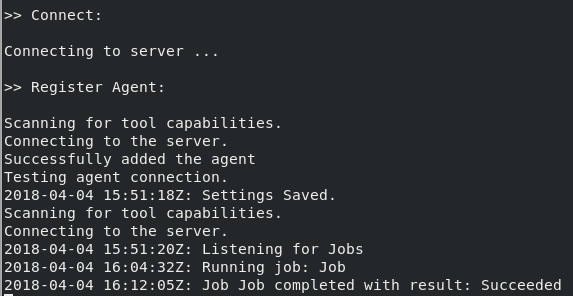 >> Connect:
Connecting to server ...
>> Register Agent:
Scanning for tool capabilities.
Connecting to the server.
Successfully added the agent
Testing agent connection.
2018-04-04 15:51:18Z: Settings Saved.
Scanning for tool capabilities.
Connecting to the server.
2018-04-04 15:51:20Z: Listening for Jobs
2018-04-04 16:04:32Z: Running job: Job
2018-04-04 16:12:05Z: Job Job completed with result: Succeeded